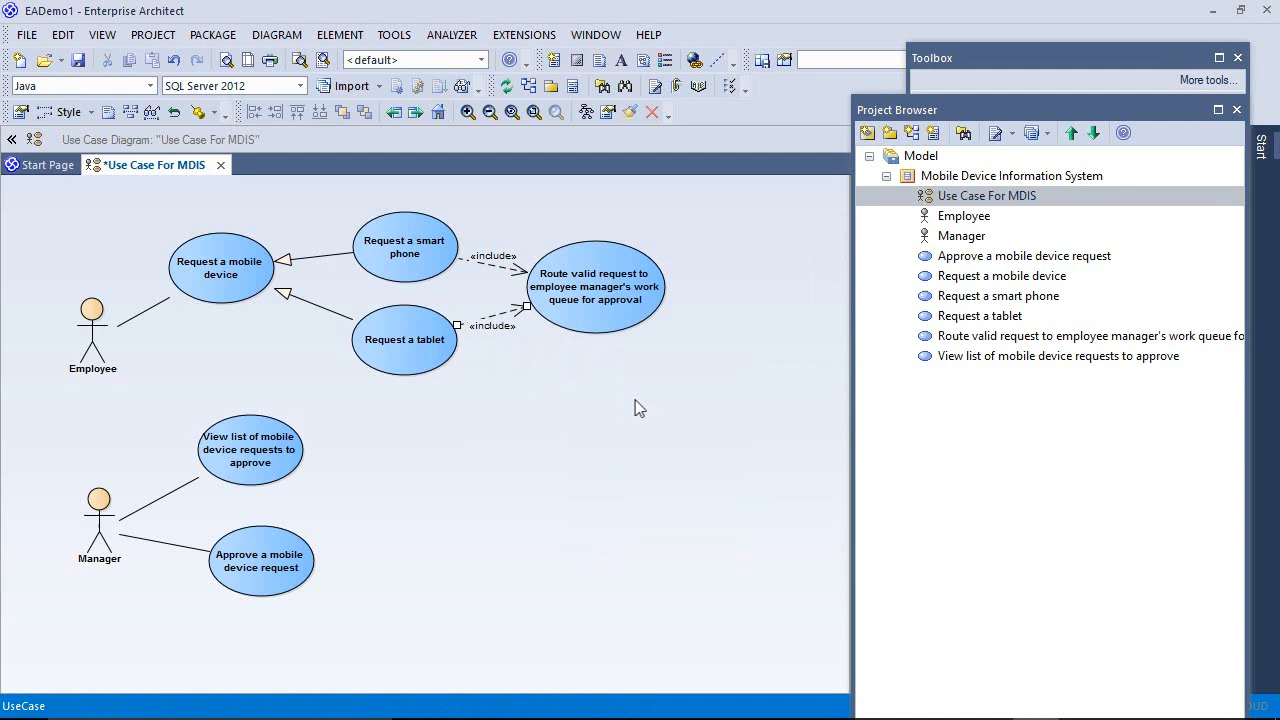 EADemo1 - Enterprise Architect
FILE EDIT VIEW PROJECT PACKAGE DIAGRAM ELEMENT TOOLS ANALYZER EXTENSIONS WINDOW HELP
<default>
Java SQL Server 2012 Import
Style
Use Case Diagram: "Use Case For MDIS"
Start Page *Use Case For MDIS
Request a mobile
device
Request a smart
phone
«include»
Route valid request to
employee manager's work
queue for approval
Request a tablet
«include»
Employee
View list of mobile
device requests to
approve
Manager
Approve a mobile
device request
Toolbox
More tools...
Project Browser
Model
Mobile Device Information System
Use Case For MDIS
Employee
Manager
Approve a mobile device request
Request a mobile device
Request a smart phone
Request a tablet
Route valid request to employee manager's work queue fo
View list of mobile device requests to approve
Start
UseCase